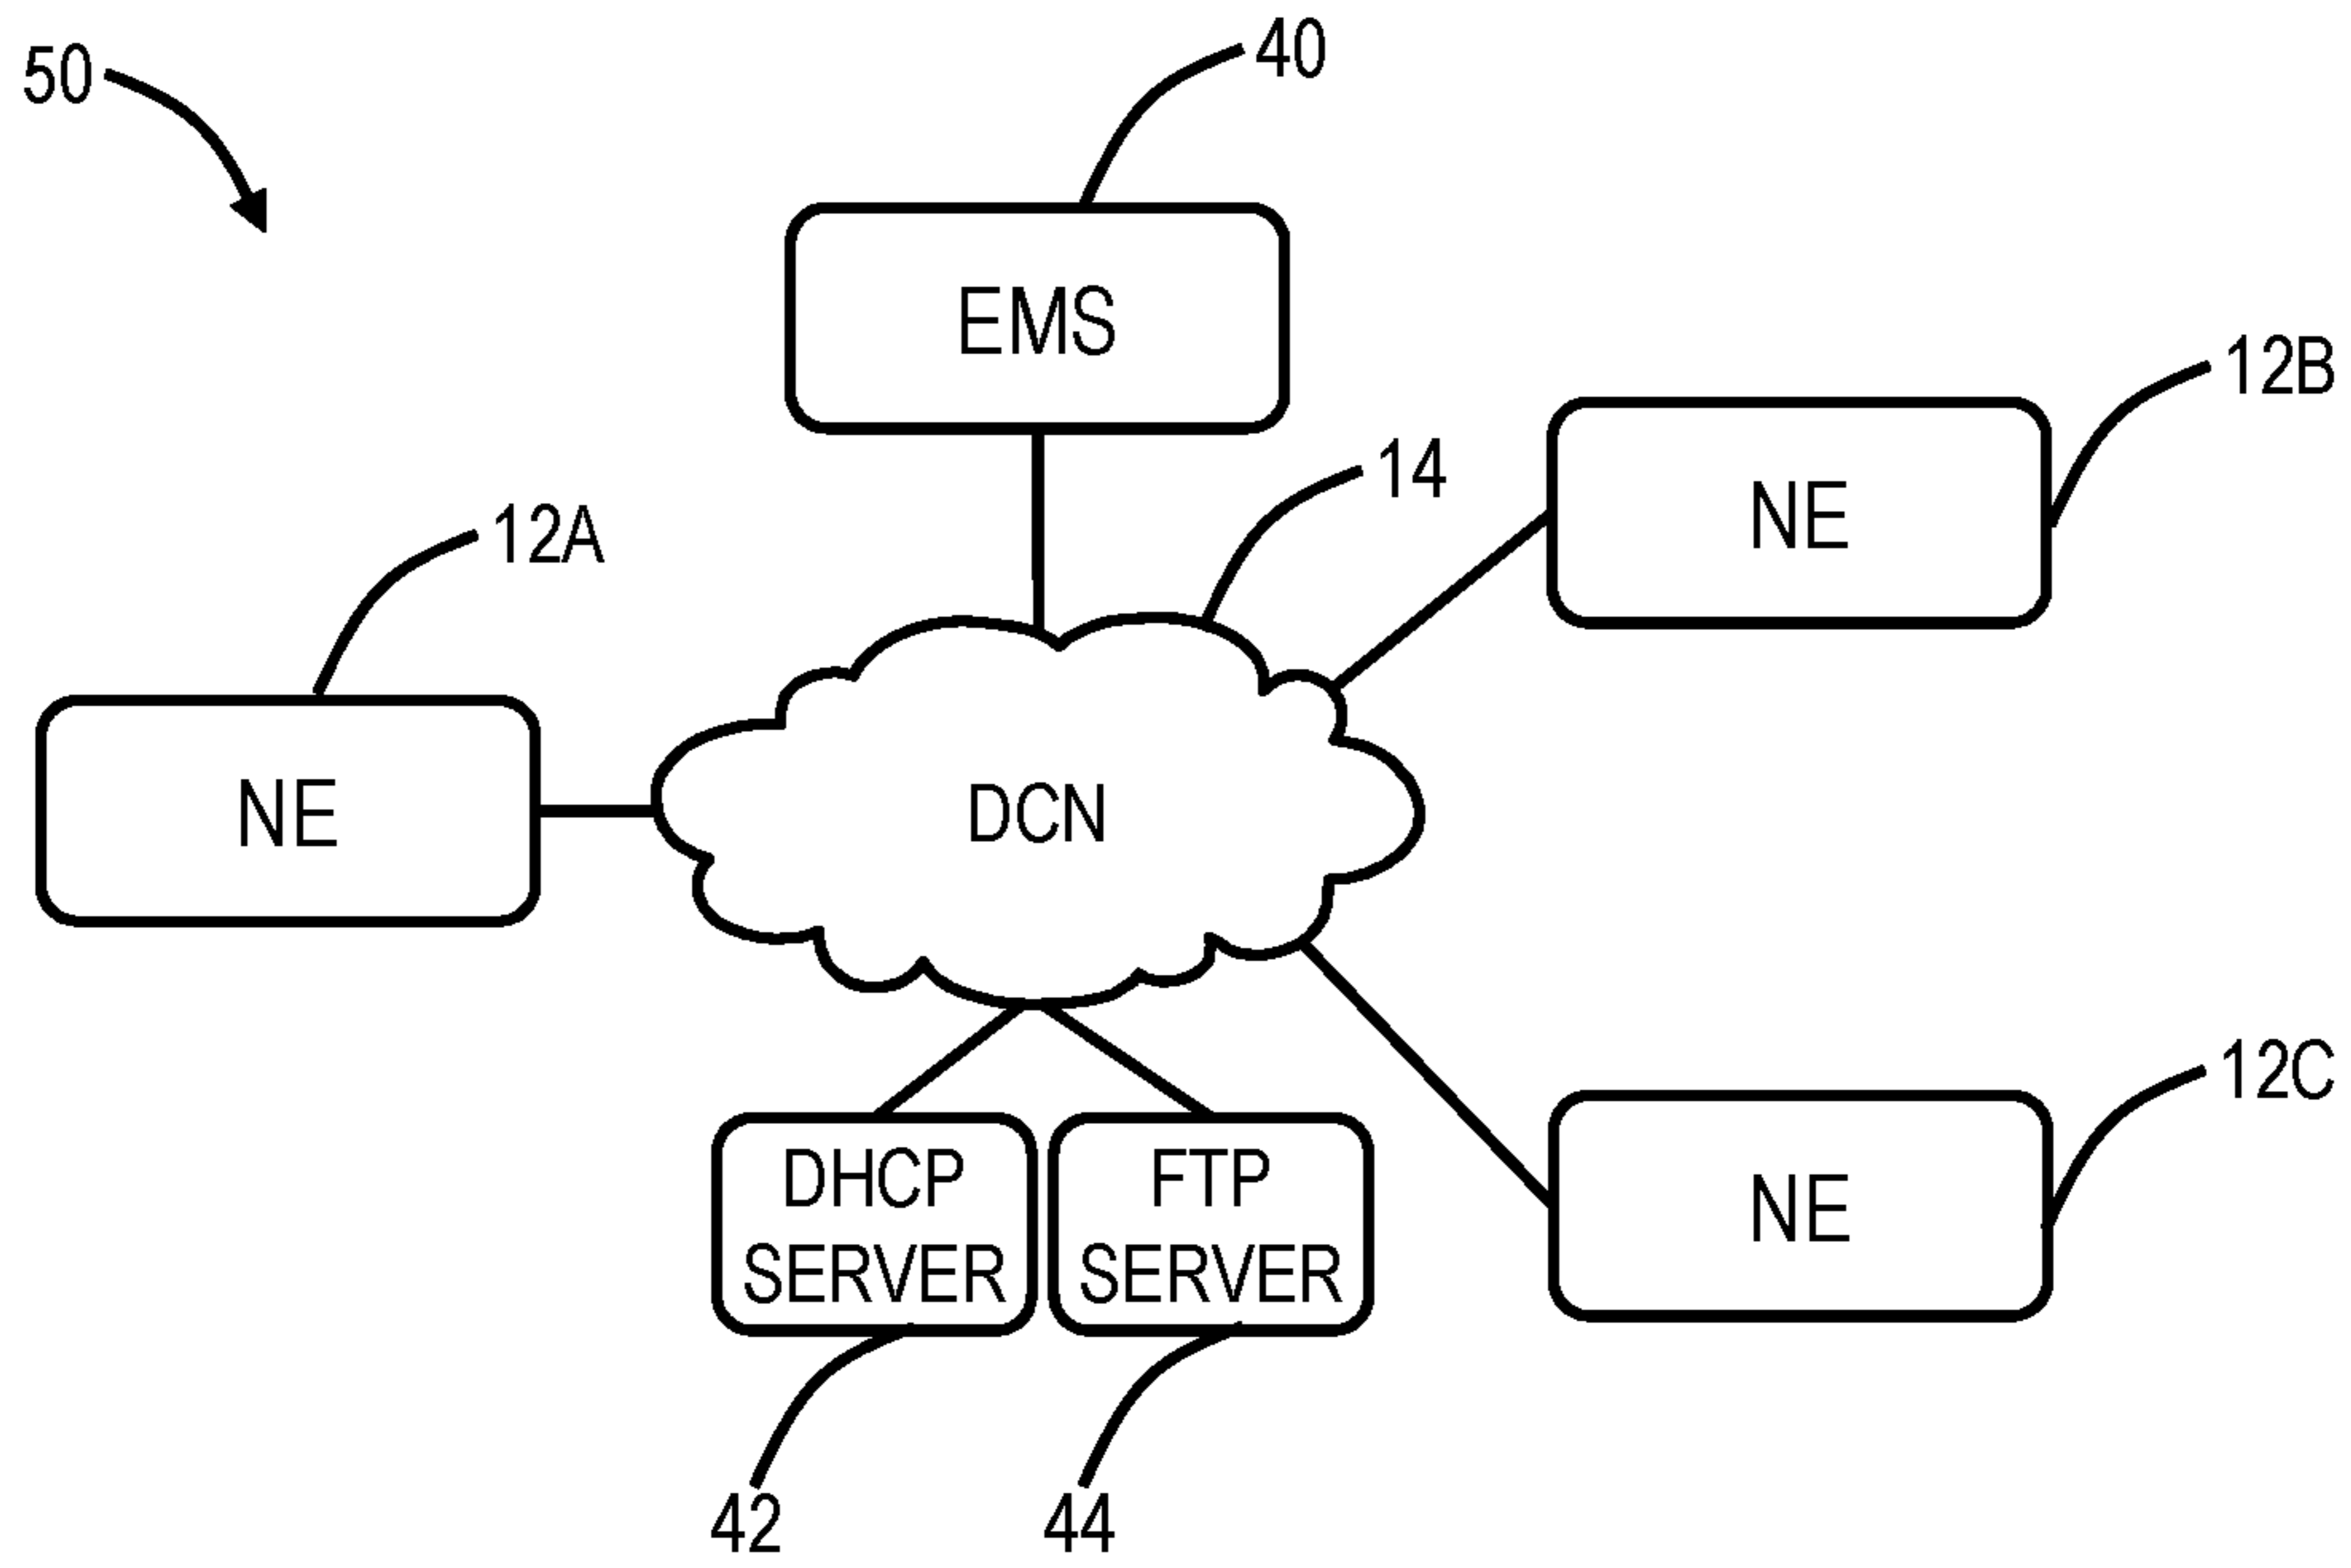 50
40
EMS
12B
NE
14
12A
NE
DCN
12C
NE
DHCP
SERVER
FTP
SERVER
42
44